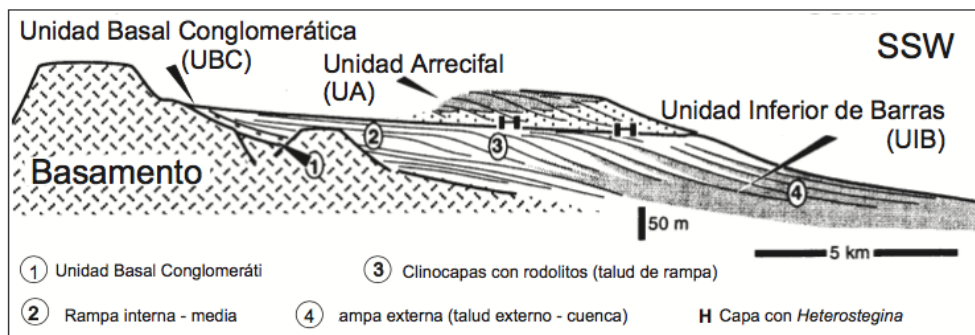 Unidad Basal Conglomerática
(UBC)
Unidad Arrecifal
(UA)
SSW
Unidad Inferior de Barras
(UIB)
H
H
2
3
1
4
Basamento
50 m
5 km
1 Unidad Basal Conglomeráti
3 Clinocapas con rodolitos (talud de rampa)
2 Rampa interna - media
4 ampa externa (talud externo - cuenca)
H Capa con Heterostegina